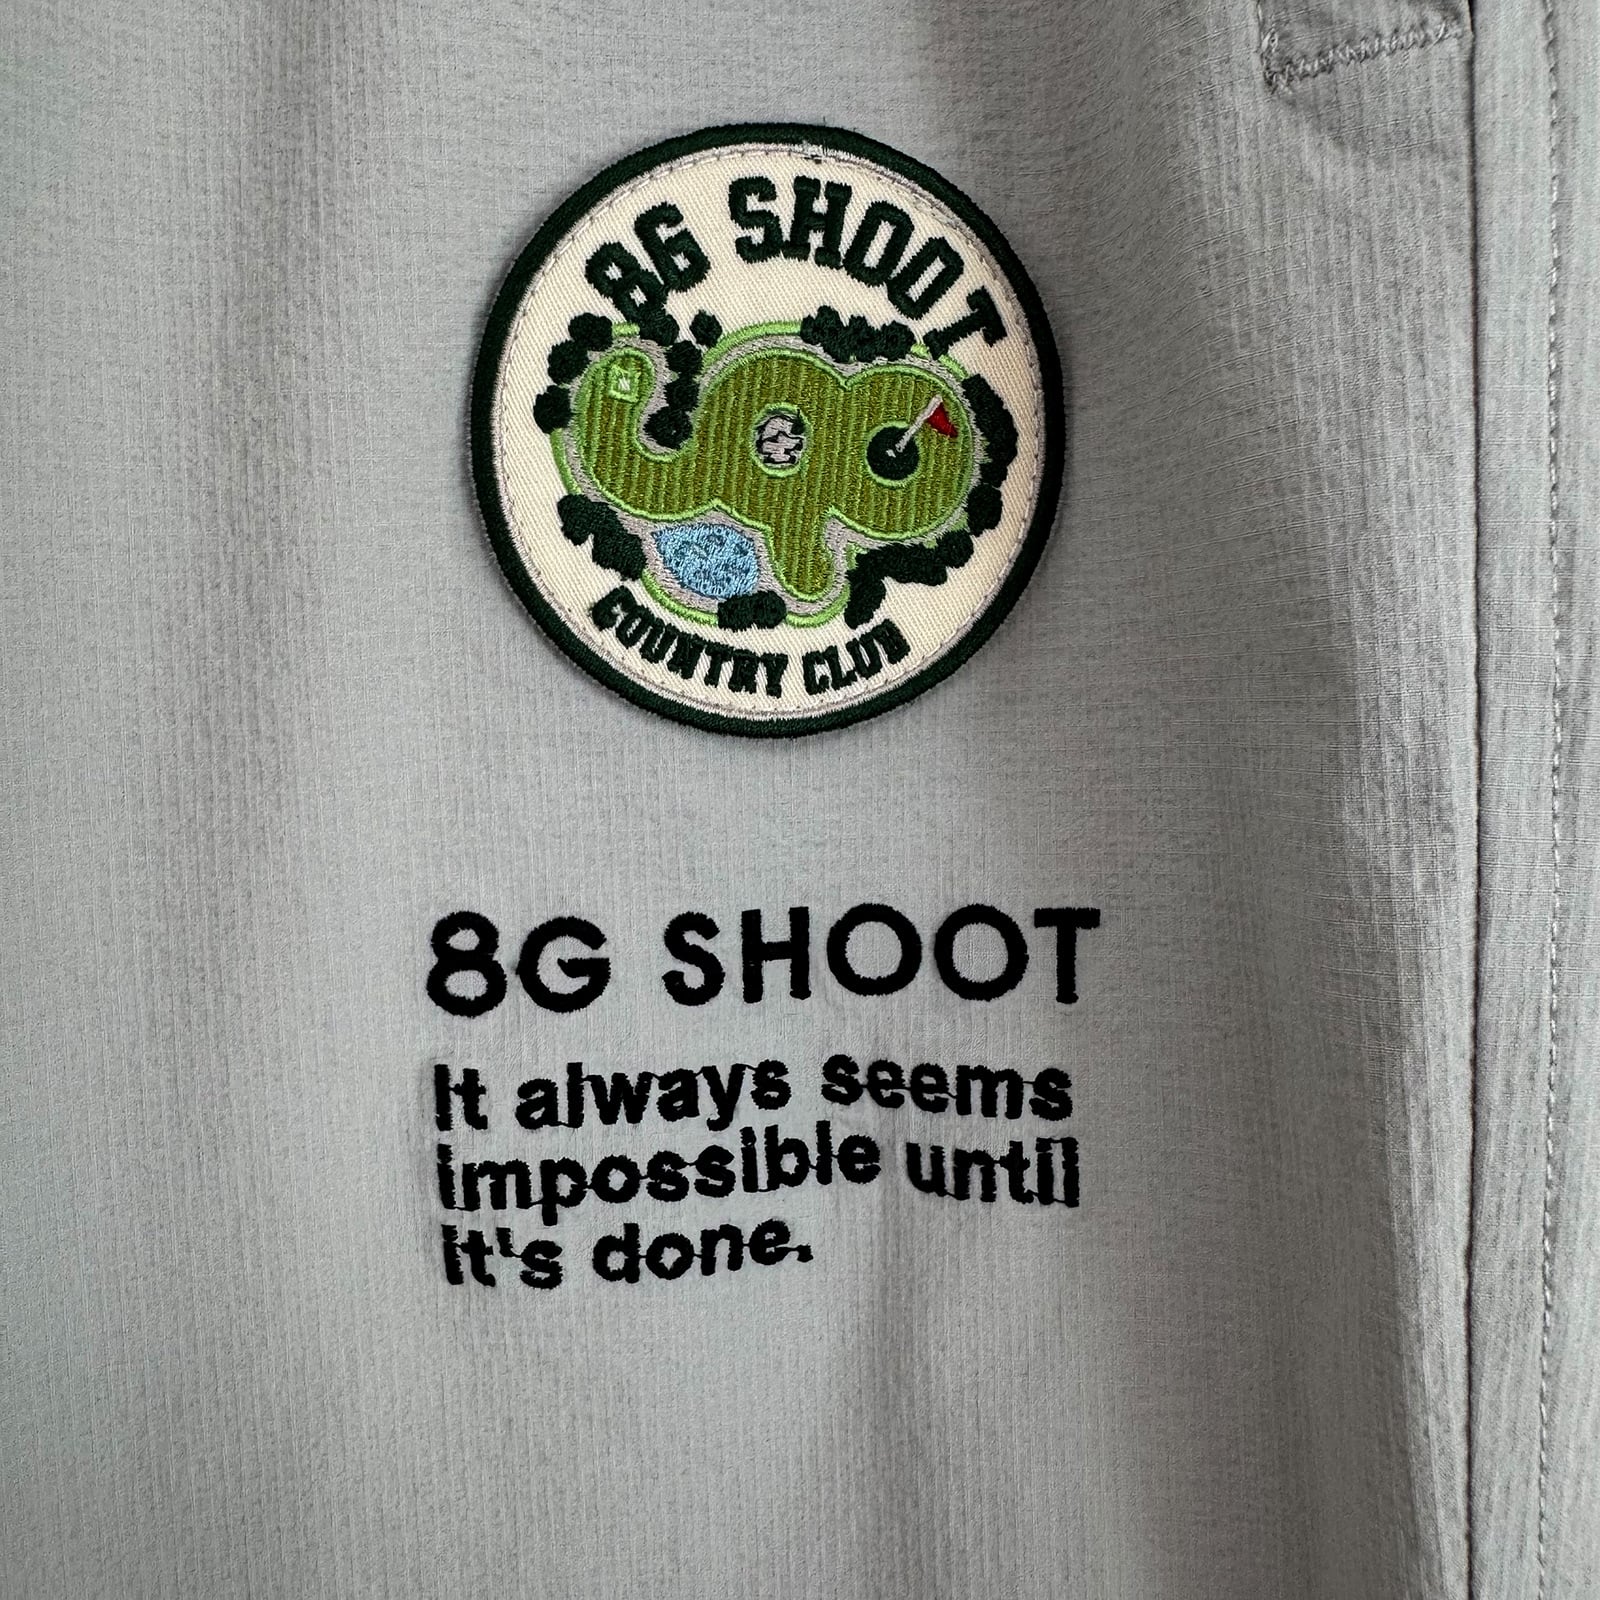 8G SHOOT
COUNTRY CLUB
8G SHOOT
It always seems
impossible until
it's done.